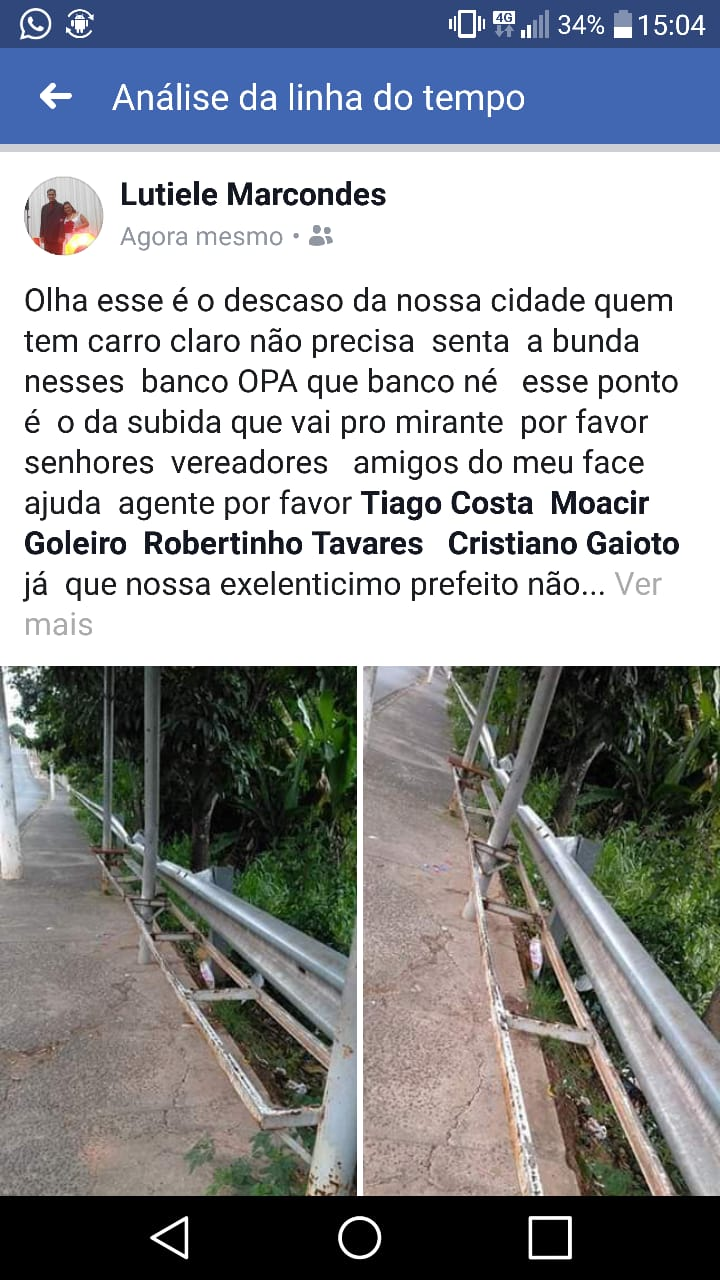 4G 34% 15:04
Análise da linha do tempo
Lutiele Marcondes
Agora mesmo •
Olha esse é o descaso da nossa cidade quem
tem carro claro não precisa senta a bunda
nesses banco OPA que banco né esse ponto
é o da subida que vai pro mirante por favor
senhores vereadores amigos do meu face
ajuda agente por favor Tiago Costa Moacir
Goleiro Robertinho Tavares Cristiano Gaioto
já que nossa exelenticimo prefeito não... Ver
mais